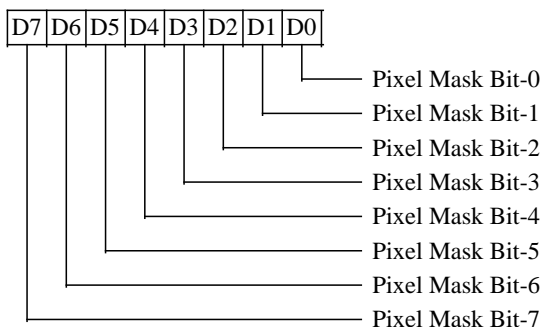 D7 D6 D5 D4 D3 D2 D1 D0
Pixel Mask Bit-0
Pixel Mask Bit-1
Pixel Mask Bit-2
Pixel Mask Bit-3
Pixel Mask Bit-4
Pixel Mask Bit-5
Pixel Mask Bit-6
Pixel Mask Bit-7